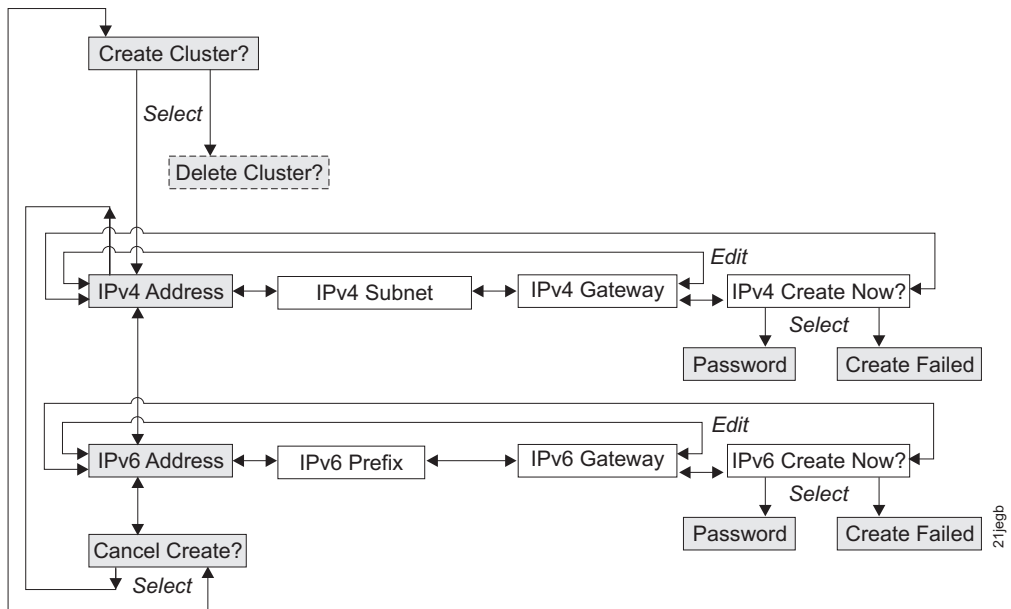 Create Cluster?
Select
Delete Cluster?
Edit
IPv4 Address
IPv4 Subnet
IPv4 Gateway
IPv4 Create Now?
Select
Password
Create Failed
Edit
IPv6 Address
IPv6 Prefix
IPv6 Gateway
IPv6 Create Now?
Select
Password
Create Failed
Cancel Create?
Select
21jegb